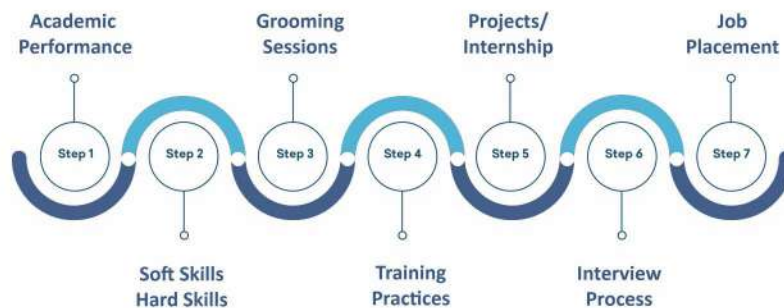 Academic
Performance
Grooming
Sessions
Projects/
Internship
Job
Placement
Step 1
Step 2
Step 3
Step 4
Step 5
Step 6
Step 7
Soft Skills
Hard Skills
Training
Practices
Interview
Process